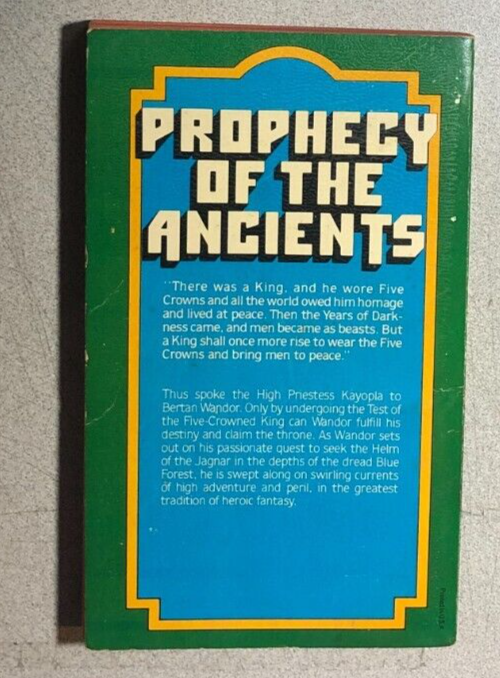 PROPHECY
OF THE
ANCIENTS
"There was a King, and he wore Five
Crowns and all the world owed him homage
and lived at peace. Then the Years of Dark-
ness came, and men became as beasts. But
a King shall once more rise to wear the Five
Crowns and bring men to peace."
Thus spoke the High Priestess Kayopla to
Bertan Wandor. Only by undergoing the Test of
the Five-Crowned King can Wandor fulfill his
destiny and claim the throne. As Wandor sets
out on his passionate quest to seek the Helm
of the Jagnar in the depths of the dread Blue
Forest, he is swept along on swirling currents
of high adventure and peril, in the greatest
tradition of heroic fantasy.
Printed in U.S.A.